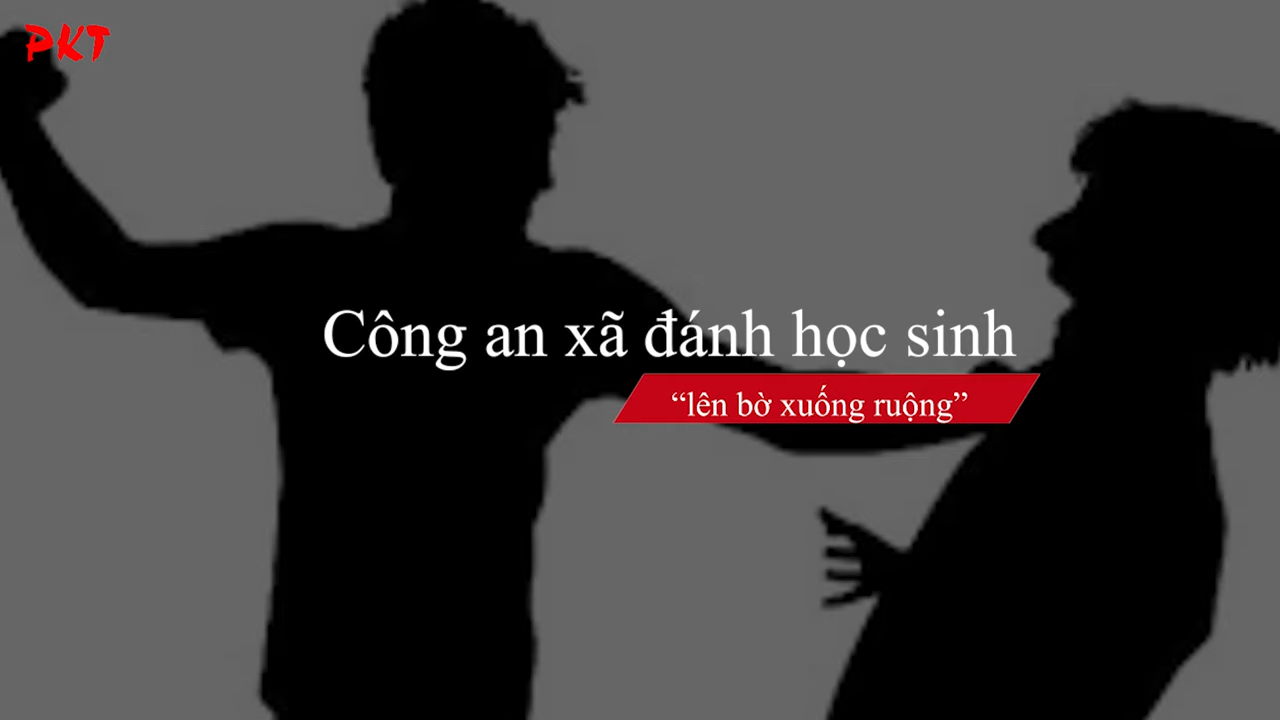 PKT
Công an xã đánh học sinh
“lên bờ xuống ruộng”